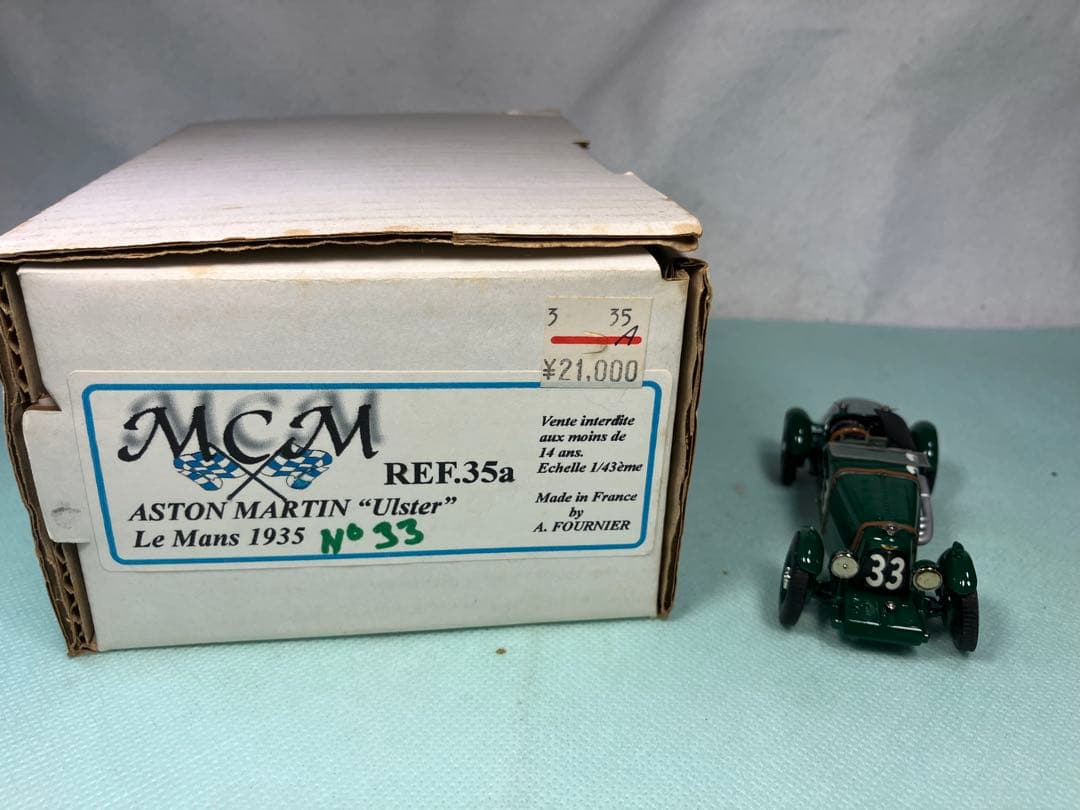 3 35
A
¥21,000
MCM
REF.35a
ASTON MARTIN “Ulster”
Le Mans 1935 Nº 33
Vente interdite
aux moins de
14 ans.
Echelle 1/43ème
Made in France
by
A. FOURNIER
33